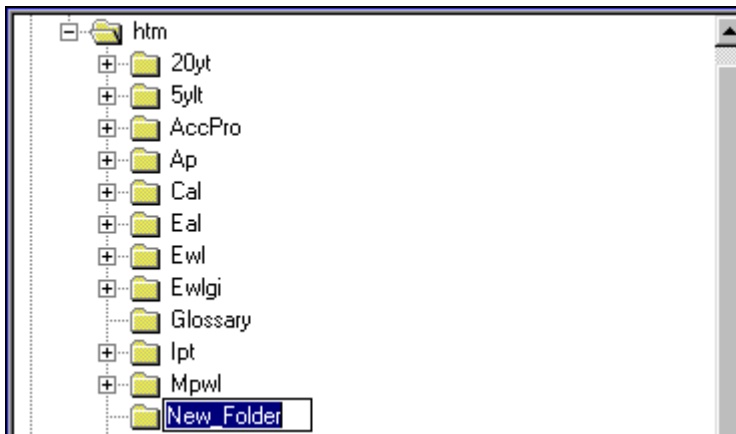 htm
20yt
5ylt
AccPro
Ap
Cal
Eal
Ewl
Ewlgi
Glossary
Ipt
Mpwl
New_Folder